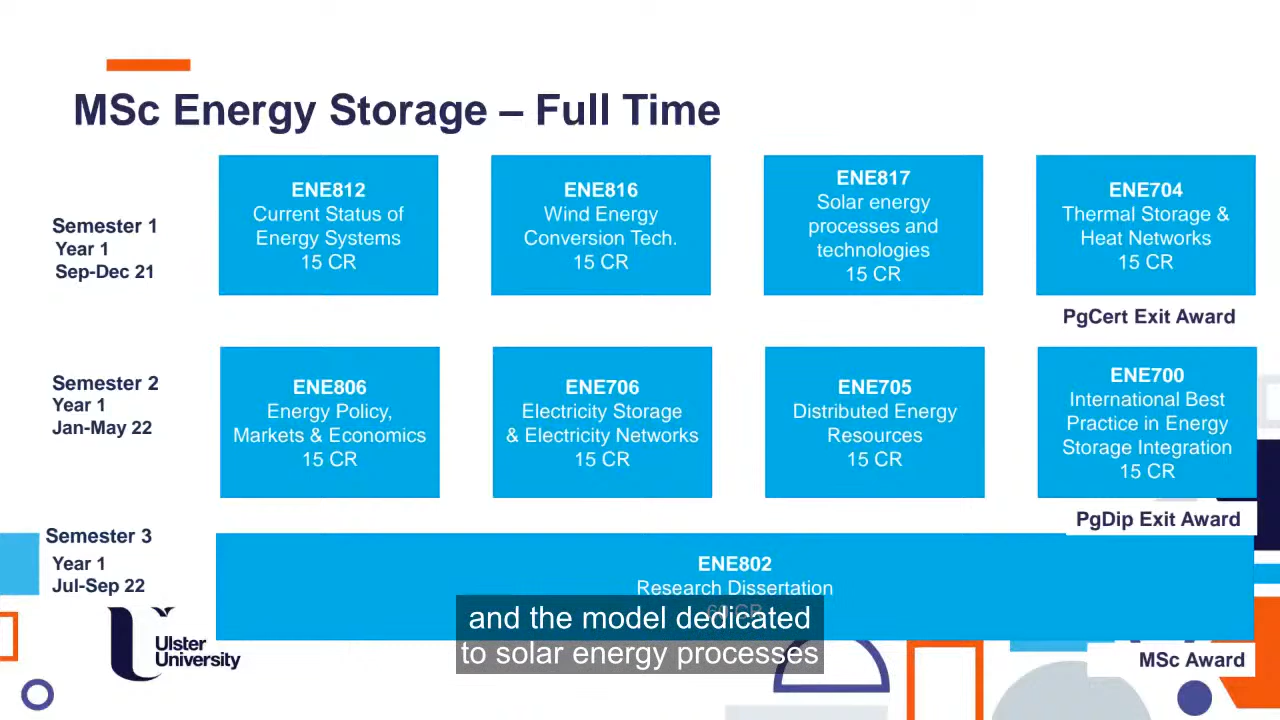 MSc Energy Storage – Full Time
Semester 1
Year 1
Sep-Dec 21
ENE812
Current Status of
Energy Systems
15 CR
ENE816
Wind Energy
Conversion Tech.
15 CR
ENE817
Solar energy
processes and
technologies
15 CR
ENE704
Thermal Storage &
Heat Networks
15 CR
PgCert Exit Award
Semester 2
Year 1
Jan-May 22
ENE806
Energy Policy,
Markets & Economics
15 CR
ENE706
Electricity Storage
& Electricity Networks
15 CR
ENE705
Distributed Energy
Resources
15 CR
ENE700
International Best
Practice in Energy
Storage Integration
15 CR
PgDip Exit Award
Semester 3
Year 1
Jul-Sep 22
ENE802
Research Dissertation
60 CR
and the model dedicated
to solar energy processes
Ulster
University
MSc Award